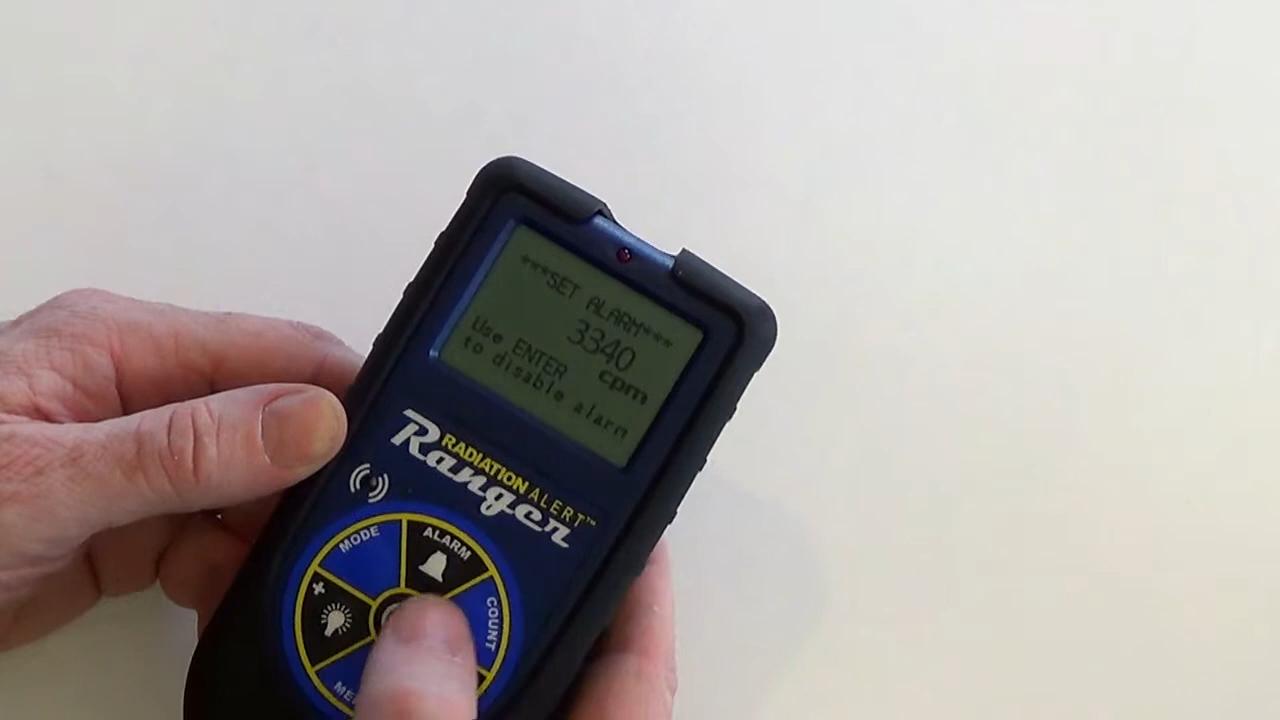 ***SET ALARM***
3340
cpm
Use ENTER
to disable alarm
RADIATION ALERT™
Ranger
MODE
ALARM
COUNT
+